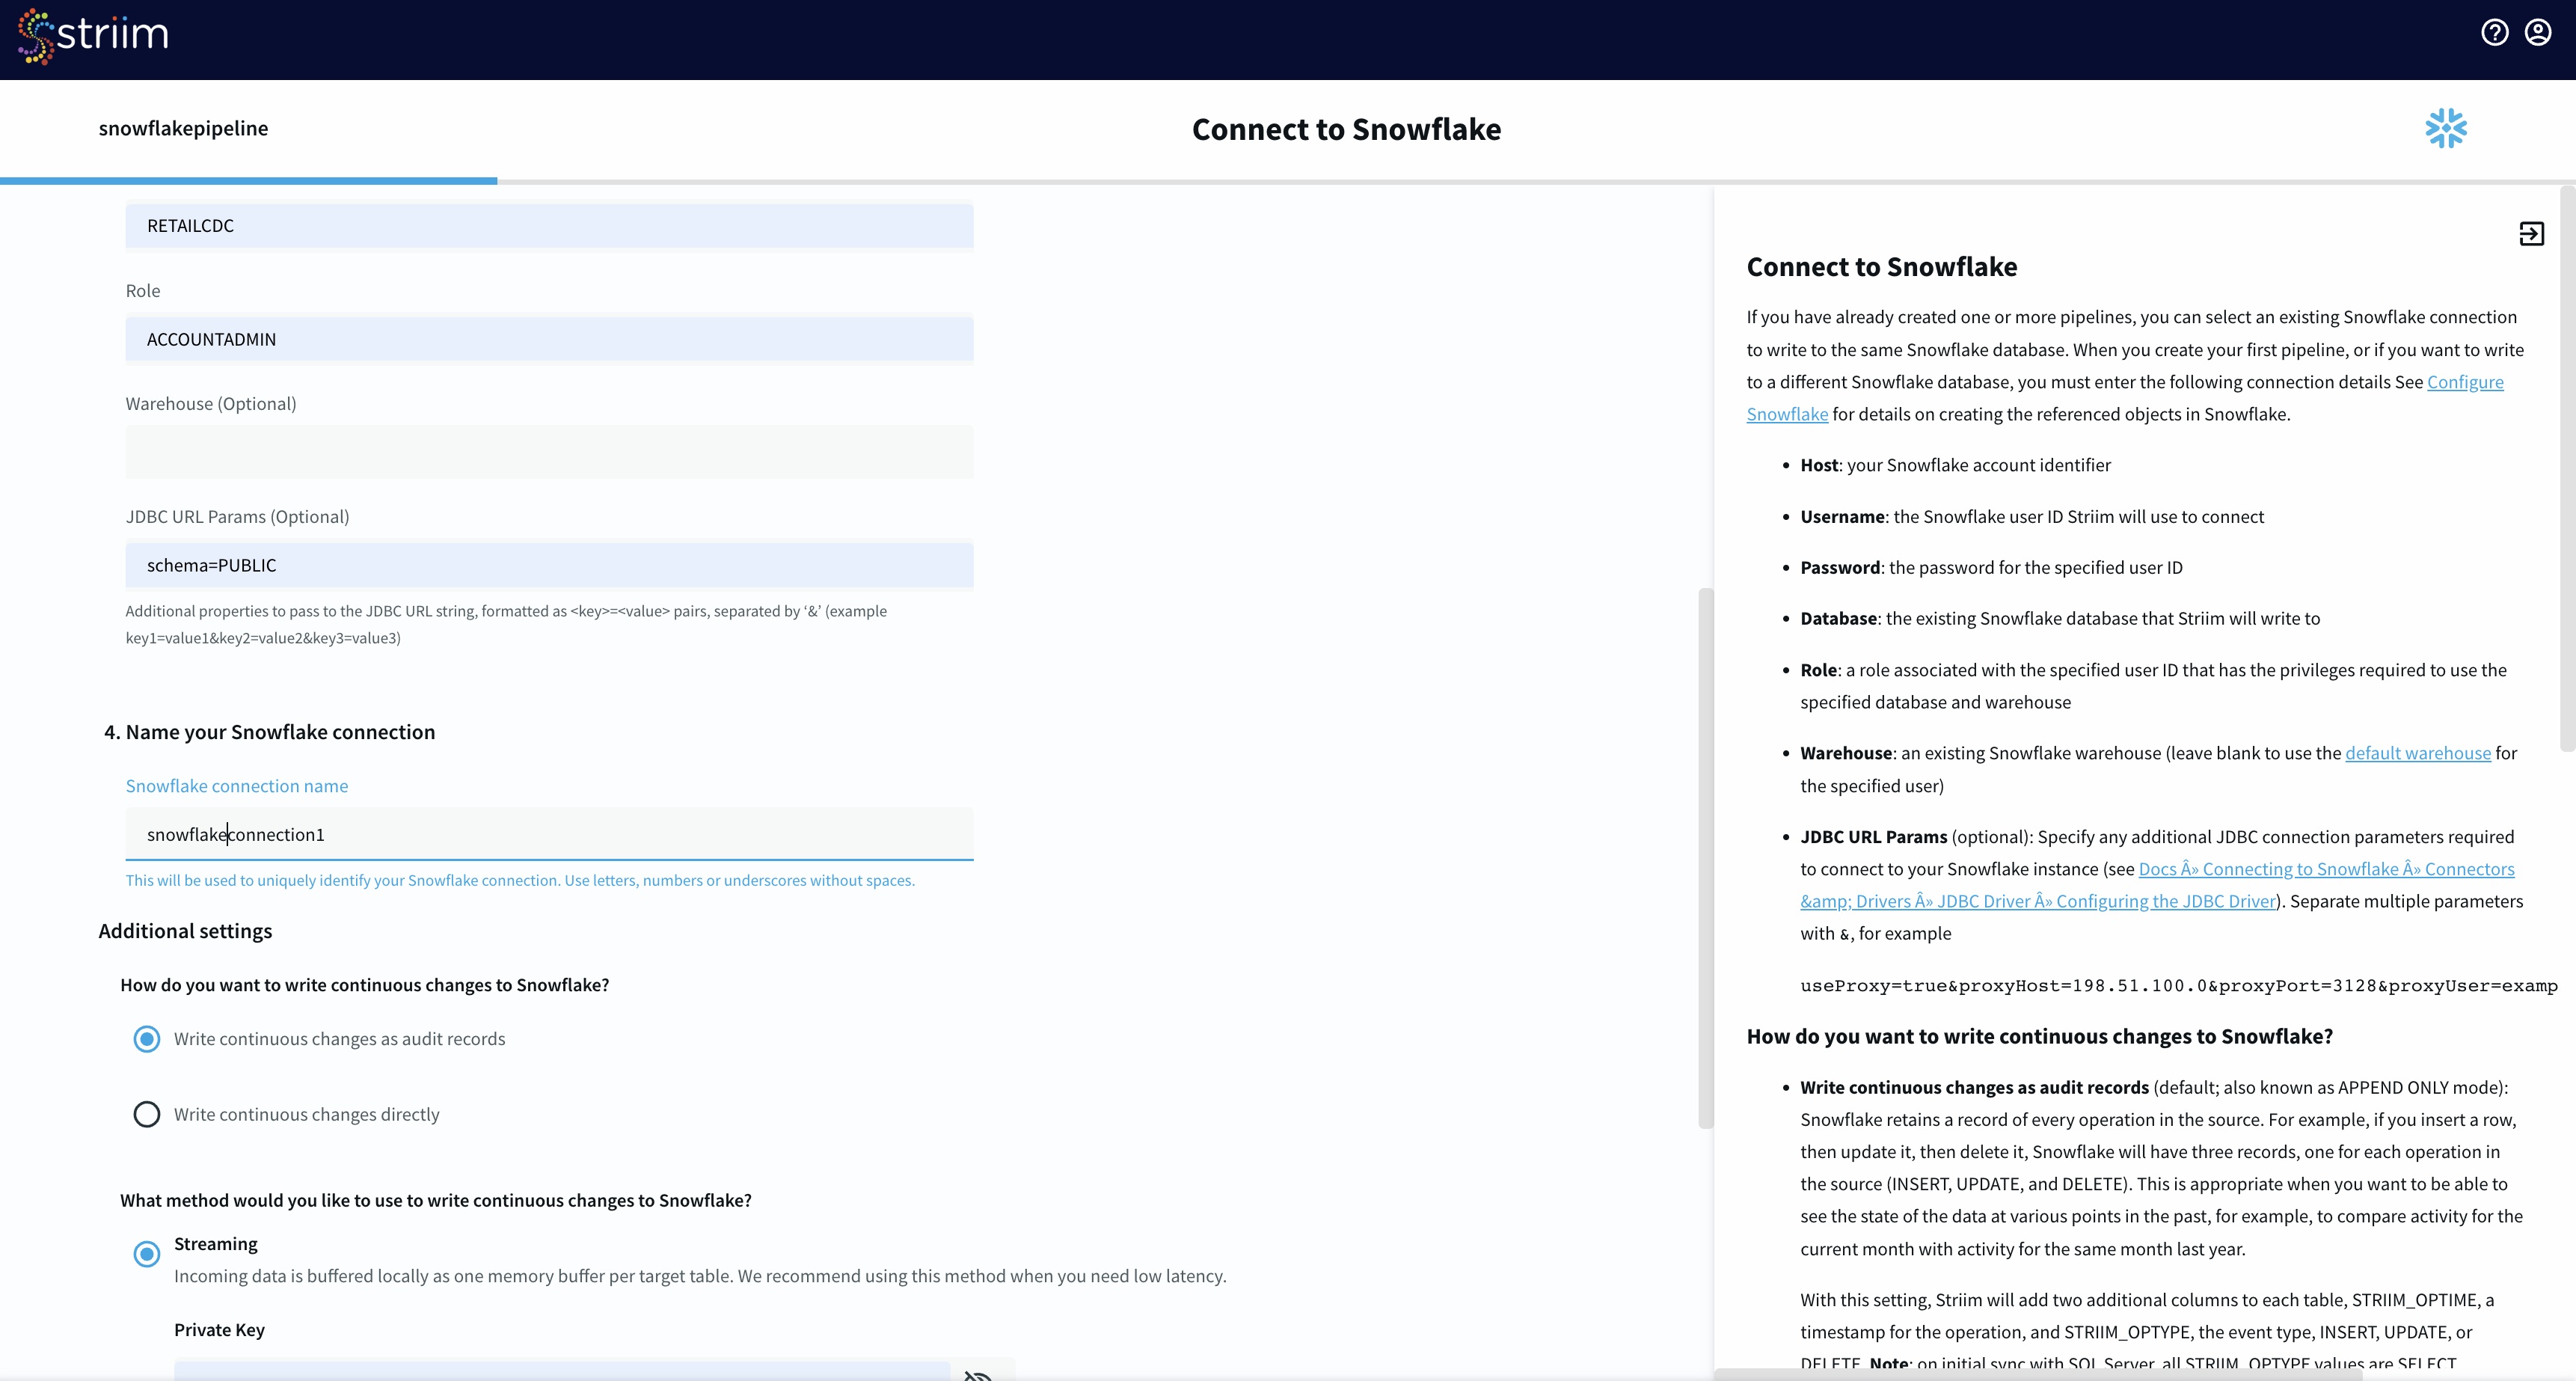 striim
snowflakepipeline
Connect to Snowflake
RETAILCDC
Role
ACCOUNTADMIN
Warehouse (Optional)
JDBC URL Params (Optional)
schema=PUBLIC
Additional properties to pass to the JDBC URL string, formatted as <key>=<value> pairs, separated by ‘&’ (example
key1=value1&key2=value2&key3=value3)
4. Name your Snowflake connection
Snowflake connection name
snowflakeconnection1
This will be used to uniquely identify your Snowflake connection. Use letters, numbers or underscores without spaces.
Additional settings
How do you want to write continuous changes to Snowflake?
Write continuous changes as audit records
Write continuous changes directly
What method would you like to use to write continuous changes to Snowflake?
Streaming
Incoming data is buffered locally as one memory buffer per target table. We recommend using this method when you need low latency.
Private Key
Connect to Snowflake
If you have already created one or more pipelines, you can select an existing Snowflake connection
to write to the same Snowflake database. When you create your first pipeline, or if you want to write
to a different Snowflake database, you must enter the following connection details See Configure
Snowflake for details on creating the referenced objects in Snowflake.
• Host: your Snowflake account identifier
• Username: the Snowflake user ID Striim will use to connect
• Password: the password for the specified user ID
• Database: the existing Snowflake database that Striim will write to
• Role: a role associated with the specified user ID that has the privileges required to use the
specified database and warehouse
• Warehouse: an existing Snowflake warehouse (leave blank to use the default warehouse for
the specified user)
• JDBC URL Params (optional): Specify any additional JDBC connection parameters required
to connect to your Snowflake instance (see Docs Â» Connecting to Snowflake Â» Connectors
&amp; Drivers Â» JDBC Driver Â» Configuring the JDBC Driver). Separate multiple parameters
with &, for example
useProxy=true&proxyHost=198.51.100.0&proxyPort=3128&proxyUser=examp
How do you want to write continuous changes to Snowflake?
• Write continuous changes as audit records (default; also known as APPEND ONLY mode):
Snowflake retains a record of every operation in the source. For example, if you insert a row,
then update it, then delete it, Snowflake will have three records, one for each operation in
the source (INSERT, UPDATE, and DELETE). This is appropriate when you want to be able to
see the state of the data at various points in the past, for example, to compare activity for the
current month with activity for the same month last year.
With this setting, Striim will add two additional columns to each table, STRIIM_OPTIME, a
timestamp for the operation, and STRIIM_OPTYPE, the event type, INSERT, UPDATE, or
DELETE. Note: on initial sync with SQL Server, all STRIIM_OPTYPE values are SELECT.